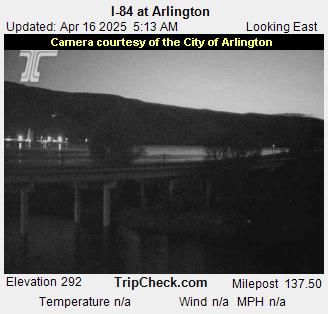 I-84 at Arlington
Updated: Apr 16 2025 5:13 AM Looking East
Camera courtesy of the City of Arlington
Elevation 292 TripCheck.com Milepost 137.50
Temperature n/a Wind n/a MPH n/a